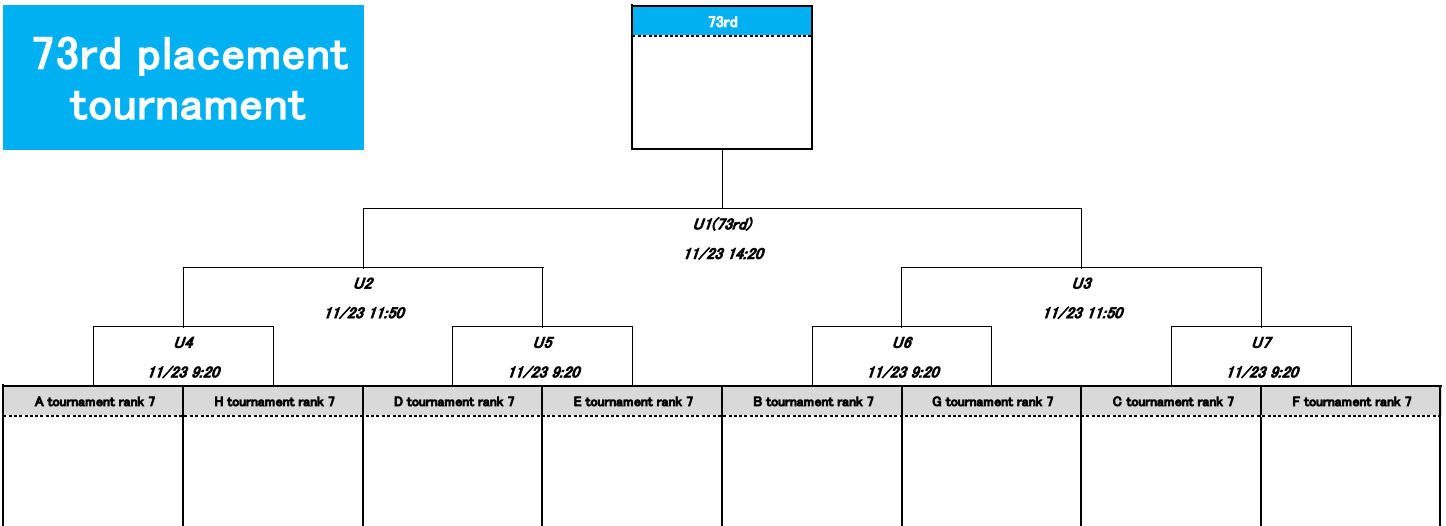 73rd placement
tournament
73rd
U1(73rd)
11/23 14:20
U2
U3
11/23 11:50
11/23 11:50
U4
U5
U6
U7
11/23 9:20
11/23 9:20
11/23 9:20
11/23 9:20
A tournament rank 7
H tournament rank 7
D tournament rank 7
E tournament rank 7
B tournament rank 7
G tournament rank 7
C tournament rank 7
F tournament rank 7